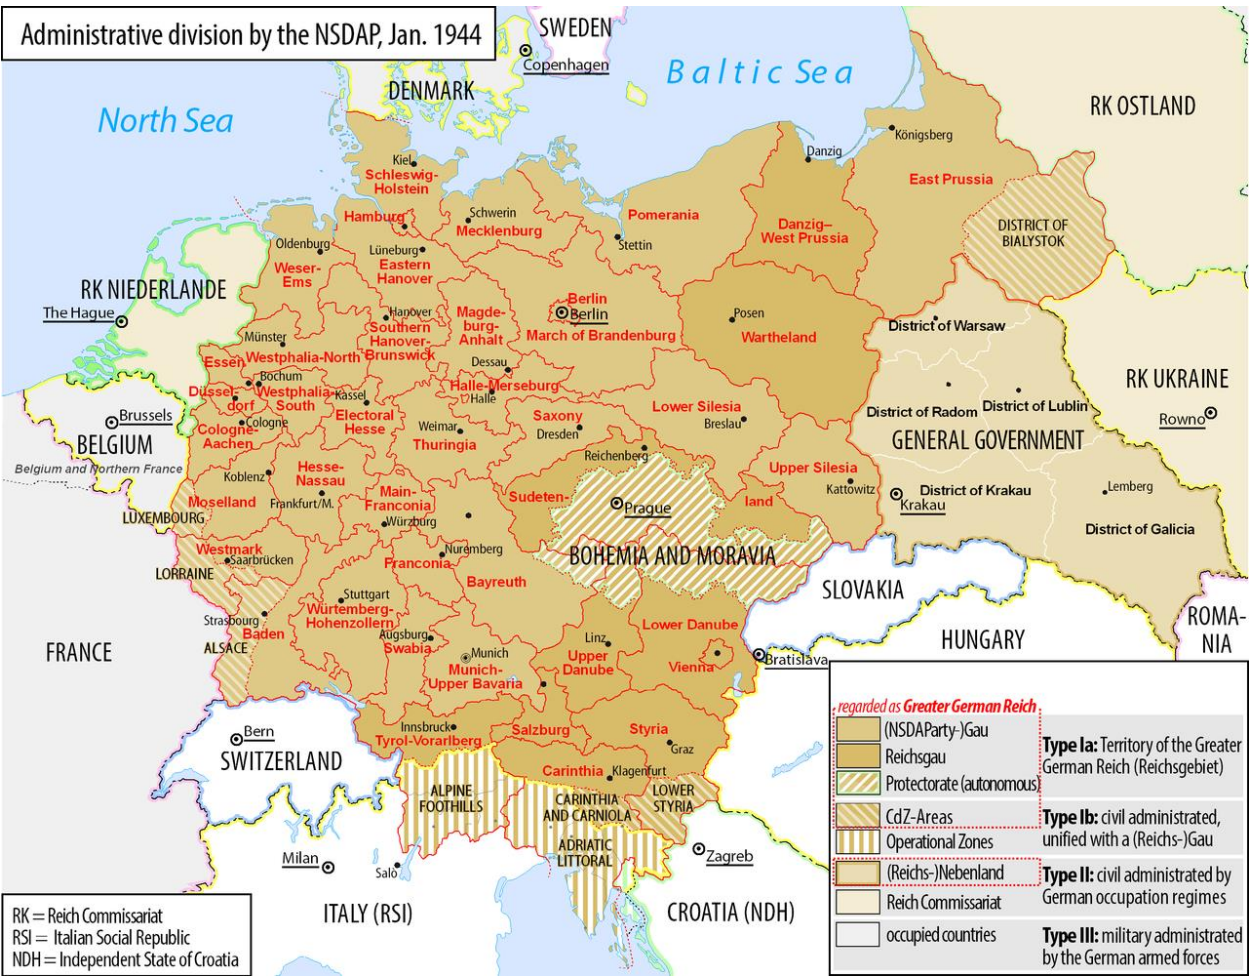 Administrative division by the NSDAP, Jan. 1944
SWEDEN
Copenhagen
DENMARK
Baltic Sea
North Sea
RK OSTLAND
Königsberg
Danzig
Kiel
Schleswig-
Holstein
East Prussia
Hamburg
Schwerin
Mecklenburg
Pomerania
Stettin
Danzig–
West Prussia
DISTRICT OF
BIALYSTOK
Oldenburg
Lüneburg
Eastern
Hanover
Weser-
Ems
RK NIEDERLANDE
The Hague
Hanover
Southern
Hanover-
Brunswick
Magde-
burg-
Anhalt
Berlin
Berlin
March of Brandenburg
Posen
Wartheland
District of Warsaw
Münster
Essen
Westphalia-North
Bochum
Dessau
Halle-Merseburg
Halle
Düssel-
dorf
Westphalia-
South
Kassel
Electoral
Hesse
RK UKRAINE
Rowno
Brussels
BELGIUM
Belgium and Northern France
Cologne
Cologne-
Aachen
Weimar
Thuringia
Saxony
Dresden
Lower Silesia
Breslau
District of Radom
District of Lublin
GENERAL GOVERNMENT
Reichenberg
Koblenz
Hesse-
Nassau
Frankfurt/M.
Moselland
LUXEMBOURG
Main-
Franconia
Würzburg
Sudeten-
land
Prague
Upper Silesia
Kattowitz
Krakau
District of Krakau
Lemberg
District of Galicia
Westmark
Saarbrücken
LORRAINE
Nuremberg
Franconia
Bayreuth
BOHEMIA AND MORAVIA
SLOVAKIA
Strasbourg
Baden
ALSACE
Stuttgart
Würtemberg-
Hohenzollern
Augsburg
Swabia
Munich
Munich-
Upper Bavaria
Linz
Upper
Danube
Lower Danube
Vienna
Bratislava
HUNGARY
ROMA-
NIA
FRANCE
Bern
SWITZERLAND
Innsbruck
Tyrol-Vorarlberg
Salzburg
Styria
Graz
Carinthia
Klagenfurt
ALPINE
FOOTHILLS
CARINTHIA
AND CARNIOLA
LOWER
STYRIA
ADRIATIC
LITTORAL
Milan
Salò
Zagreb
ITALY (RSI)
CROATIA (NDH)
RK = Reich Commissariat
RSI = Italian Social Republic
NDH = Independent State of Croatia
regarded as Greater German Reich
(NSDAParty-)Gau
Reichsgau
Protectorate (autonomous)
CdZ-Areas
Operational Zones
(Reichs-)Nebenland
Reich Commissariat
occupied countries
Type Ia: Territory of the Greater
German Reich (Reichsgebiet)
Type Ib: civil administrated,
unified with a (Reichs-)Gau
Type II: civil administrated by
German occupation regimes
Type III: military administrated
by the German armed forces